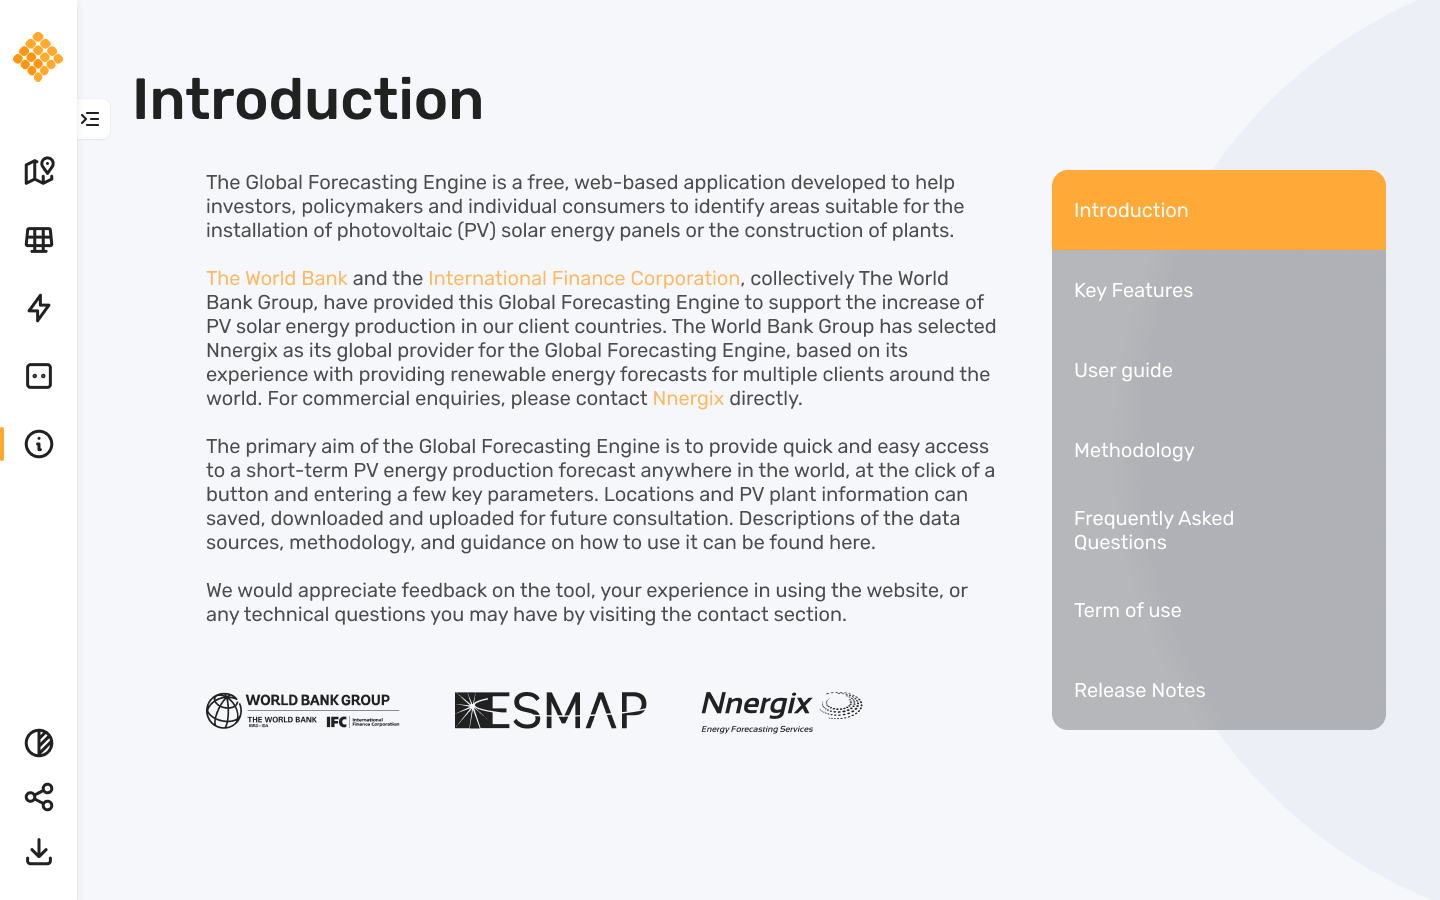 Introduction
The Global Forecasting Engine is a free, web-based application developed to help
investors, policymakers and individual consumers to identify areas suitable for the
installation of photovoltaic (PV) solar energy panels or the construction of plants.
The World Bank and the International Finance Corporation, collectively The World
Bank Group, have provided this Global Forecasting Engine to support the increase of
PV solar energy production in our client countries. The World Bank Group has selected
Nnergix as its global provider for the Global Forecasting Engine, based on its
experience with providing renewable energy forecasts for multiple clients around the
world. For commercial enquiries, please contact Nnergix directly.
The primary aim of the Global Forecasting Engine is to provide quick and easy access
to a short-term PV energy production forecast anywhere in the world, at the click of a
button and entering a few key parameters. Locations and PV plant information can
saved, downloaded and uploaded for future consultation. Descriptions of the data
sources, methodology, and guidance on how to use it can be found here.
We would appreciate feedback on the tool, your experience in using the website, or
any technical questions you may have by visiting the contact section.
WORLD BANK GROUP
THE WORLD BANK
IBRD • IDA
IFC
International
Finance Corporation
ESMAP
Nnergix
Energy Forecasting Services
Introduction
Key Features
User guide
Methodology
Frequently Asked
Questions
Term of use
Release Notes